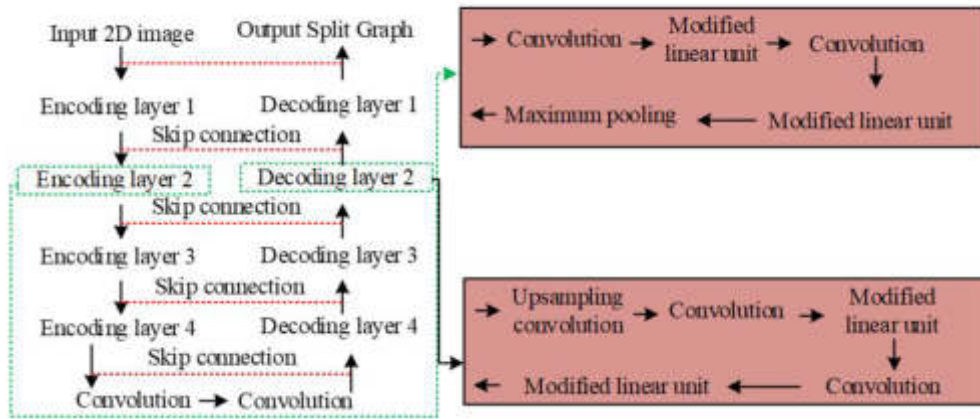 Input 2D image
Output Split Graph
Encoding layer 1
Decoding layer 1
Skip connection
Encoding layer 2
Decoding layer 2
Skip connection
Encoding layer 3
Decoding layer 3
Skip connection
Encoding layer 4
Decoding layer 4
Skip connection
Convolution
Convolution
Convolution
Modified
linear unit
Convolution
Modified linear unit
Maximum pooling
Upsampling
convolution
Convolution
Modified
linear unit
Convolution
Modified linear unit